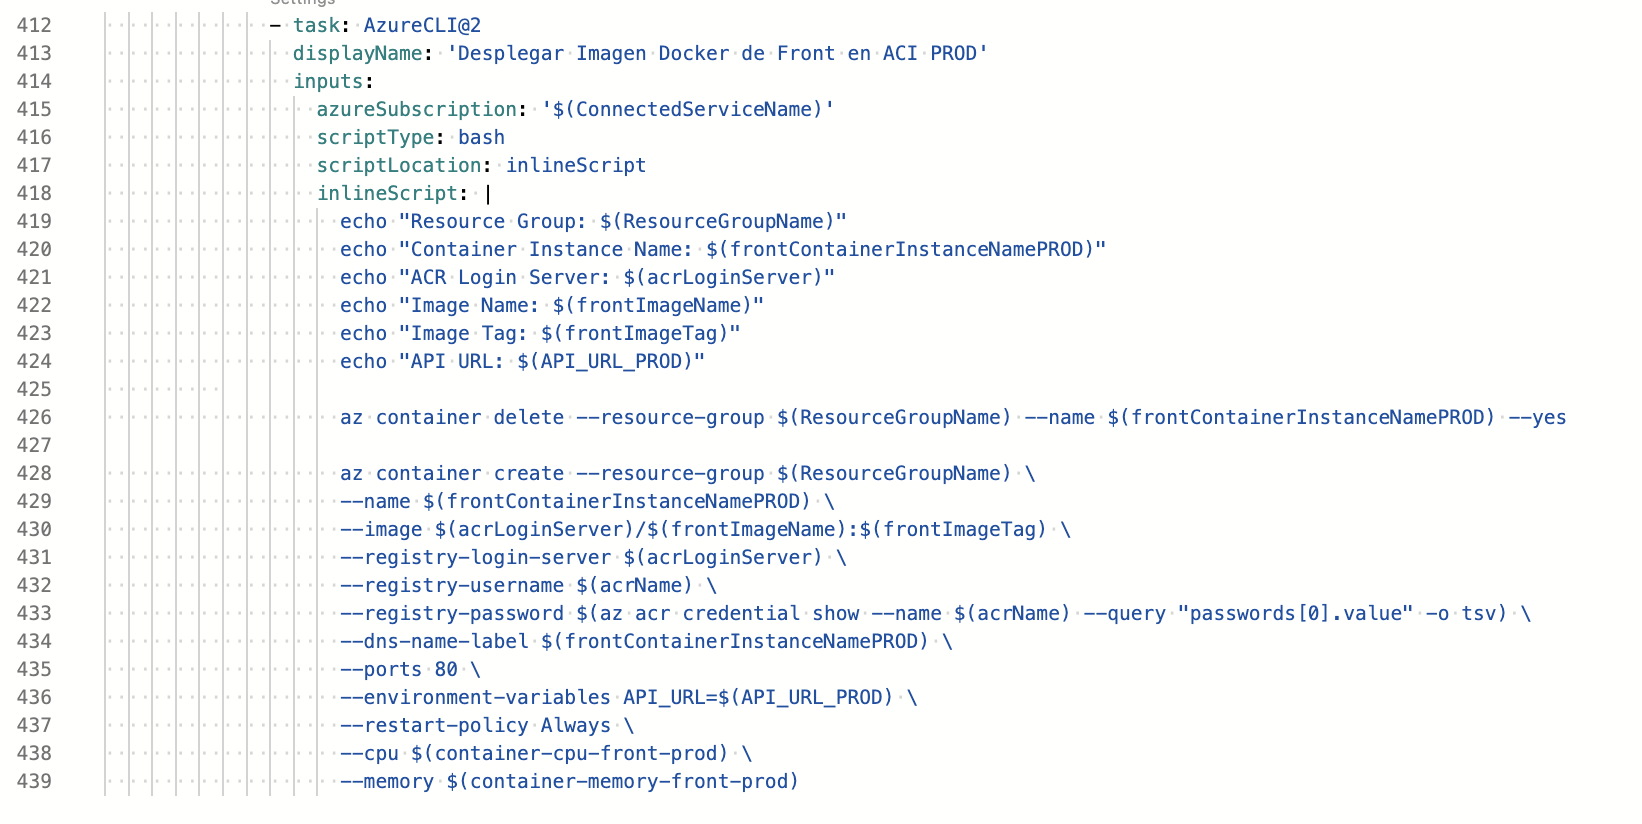 Settings
412 - task: AzureCLI@2
413 displayName: 'Desplegar Imagen Docker de Front en ACI PROD'
414 inputs:
415 azureSubscription: '$(ConnectedServiceName)'
416 scriptType: bash
417 scriptLocation: inlineScript
418 inlineScript: |
419 echo "Resource Group: $(ResourceGroupName)"
420 echo "Container Instance Name: $(frontContainerInstanceNamePROD)"
421 echo "ACR Login Server: $(acrLoginServer)"
422 echo "Image Name: $(frontImageName)"
423 echo "Image Tag: $(frontImageTag)"
424 echo "API URL: $(API_URL_PROD)"
425
426 az container delete --resource-group $(ResourceGroupName) --name $(frontContainerInstanceNamePROD) --yes
427
428 az container create --resource-group $(ResourceGroupName) \
429 --name $(frontContainerInstanceNamePROD) \
430 --image $(acrLoginServer)/$(frontImageName):$(frontImageTag) \
431 --registry-login-server $(acrLoginServer) \
432 --registry-username $(acrName) \
433 --registry-password $(az acr credential show --name $(acrName) --query "passwords[0].value" -o tsv) \
434 --dns-name-label $(frontContainerInstanceNamePROD) \
435 --ports 80 \
436 --environment-variables API_URL=$(API_URL_PROD) \
437 --restart-policy Always \
438 --cpu $(container-cpu-front-prod) \
439 --memory $(container-memory-front-prod)